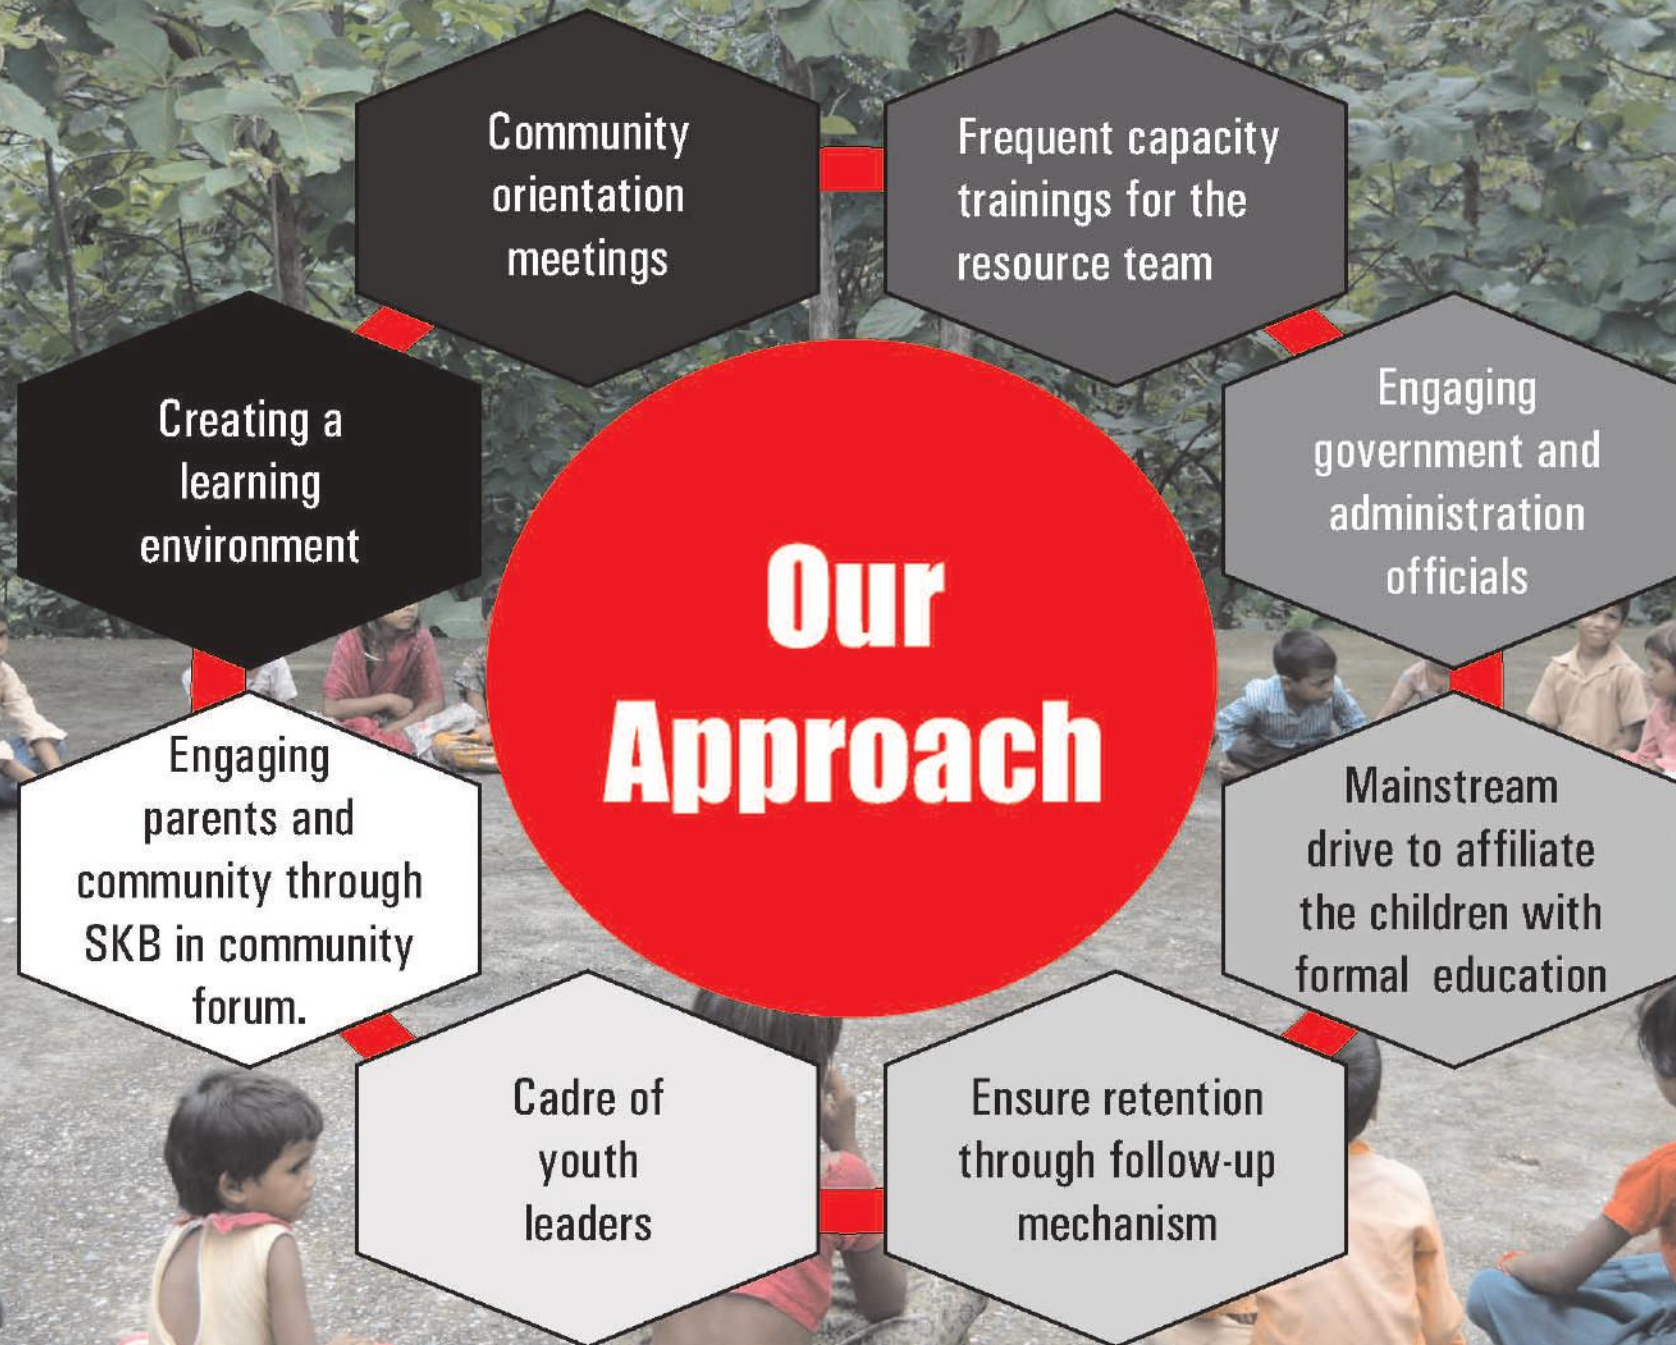 Community
orientation
meetings
Frequent capacity
trainings for the
resource team
Engaging
government and
administration
officials
Mainstream
drive to affiliate
the children with
formal education
Ensure retention
through follow-up
mechanism
Cadre of
youth
leaders
Engaging
parents and
community through
SKB in community
forum.
Creating a
learning
environment
Our
Approach